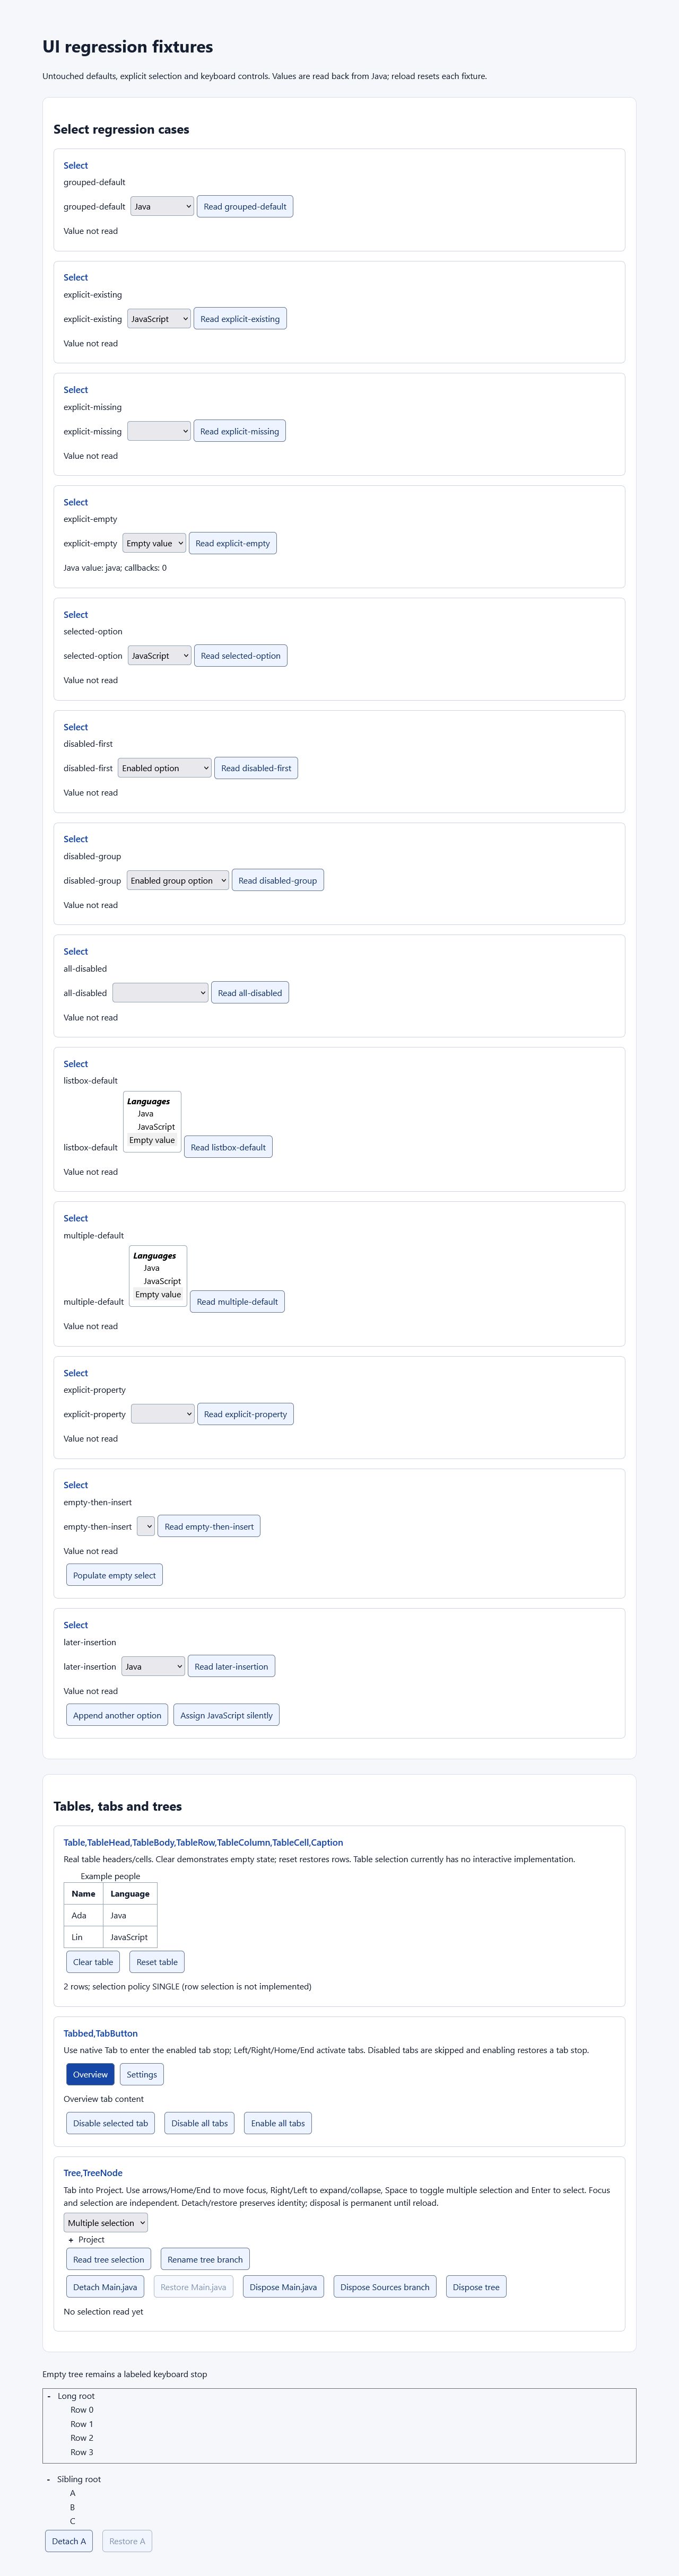 UI regression fixtures
Untouched defaults, explicit selection and keyboard controls. Values are read back from Java; reload resets each fixture.
Select regression cases
Select
grouped-default
grouped-default Java Read grouped-default
Value not read
Select
explicit-existing
explicit-existing JavaScript Read explicit-existing
Value not read
Select
explicit-missing
explicit-missing Read explicit-missing
Value not read
Select
explicit-empty
explicit-empty Empty value Read explicit-empty
Java value: java; callbacks: 0
Select
selected-option
selected-option JavaScript Read selected-option
Value not read
Select
disabled-first
disabled-first Enabled option Read disabled-first
Value not read
Select
disabled-group
disabled-group Enabled group option Read disabled-group
Value not read
Select
all-disabled
all-disabled Read all-disabled
Value not read
Select
listbox-default
Languages
Java
JavaScript
Empty value
listbox-default Read listbox-default
Value not read
Select
multiple-default
Languages
Java
JavaScript
Empty value
multiple-default Read multiple-default
Value not read
Select
explicit-property
explicit-property Read explicit-property
Value not read
Select
empty-then-insert
empty-then-insert Read empty-then-insert
Value not read
Populate empty select
Select
later-insertion
later-insertion Java Read later-insertion
Value not read
Append another option Assign JavaScript silently
Tables, tabs and trees
Table,TableHead,TableBody,TableRow,TableColumn,TableCell,Caption
Real table headers/cells. Clear demonstrates empty state; reset restores rows. Table selection currently has no interactive implementation.
Example people
Name Language
Ada Java
Lin JavaScript
Clear table Reset table
2 rows; selection policy SINGLE (row selection is not implemented)
Tabbed,TabButton
Use native Tab to enter the enabled tab stop; Left/Right/Home/End activate tabs. Disabled tabs are skipped and enabling restores a tab stop.
Overview Settings
Overview tab content
Disable selected tab Disable all tabs Enable all tabs
Tree,TreeNode
Tab into Project. Use arrows/Home/End to move focus, Right/Left to expand/collapse, Space to toggle multiple selection and Enter to select. Focus
and selection are independent. Detach/restore preserves identity; disposal is permanent until reload.
Multiple selection
+ Project
Read tree selection Rename tree branch
Detach Main.java Restore Main.java Dispose Main.java Dispose Sources branch Dispose tree
No selection read yet
Empty tree remains a labeled keyboard stop
- Long root
Row 0
Row 1
Row 2
Row 3
- Sibling root
A
B
C
Detach A Restore A